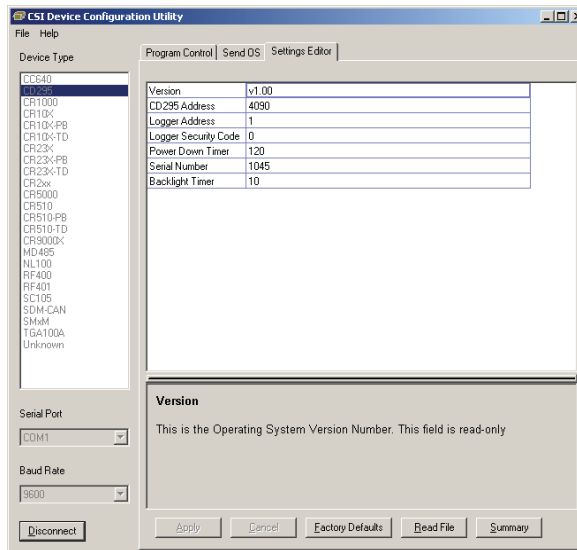 CSI Device Configuration Utility
File Help
Device Type
CC640
CD295
CR1000
CR10X
CR10X-PB
CR10X-TD
CR23X
CR23X-PB
CR23X-TD
CR2xx
CR5000
CR510
CR510-PB
CR510-TD
CR9000X
MD485
NL100
RF400
RF401
SC105
SDM-CAN
SMxM
TGA100A
Unknown
Serial Port
COM1
Baud Rate
9600
Disconnect
Program Control Send OS Settings Editor
Version v1.00
CD295 Address 4090
Logger Address 1
Logger Security Code 0
Power Down Timer 120
Serial Number 1045
Backlight Timer 10
Version
This is the Operating System Version Number. This field is read-only
Apply Cancel Factory Defaults Read File Summary